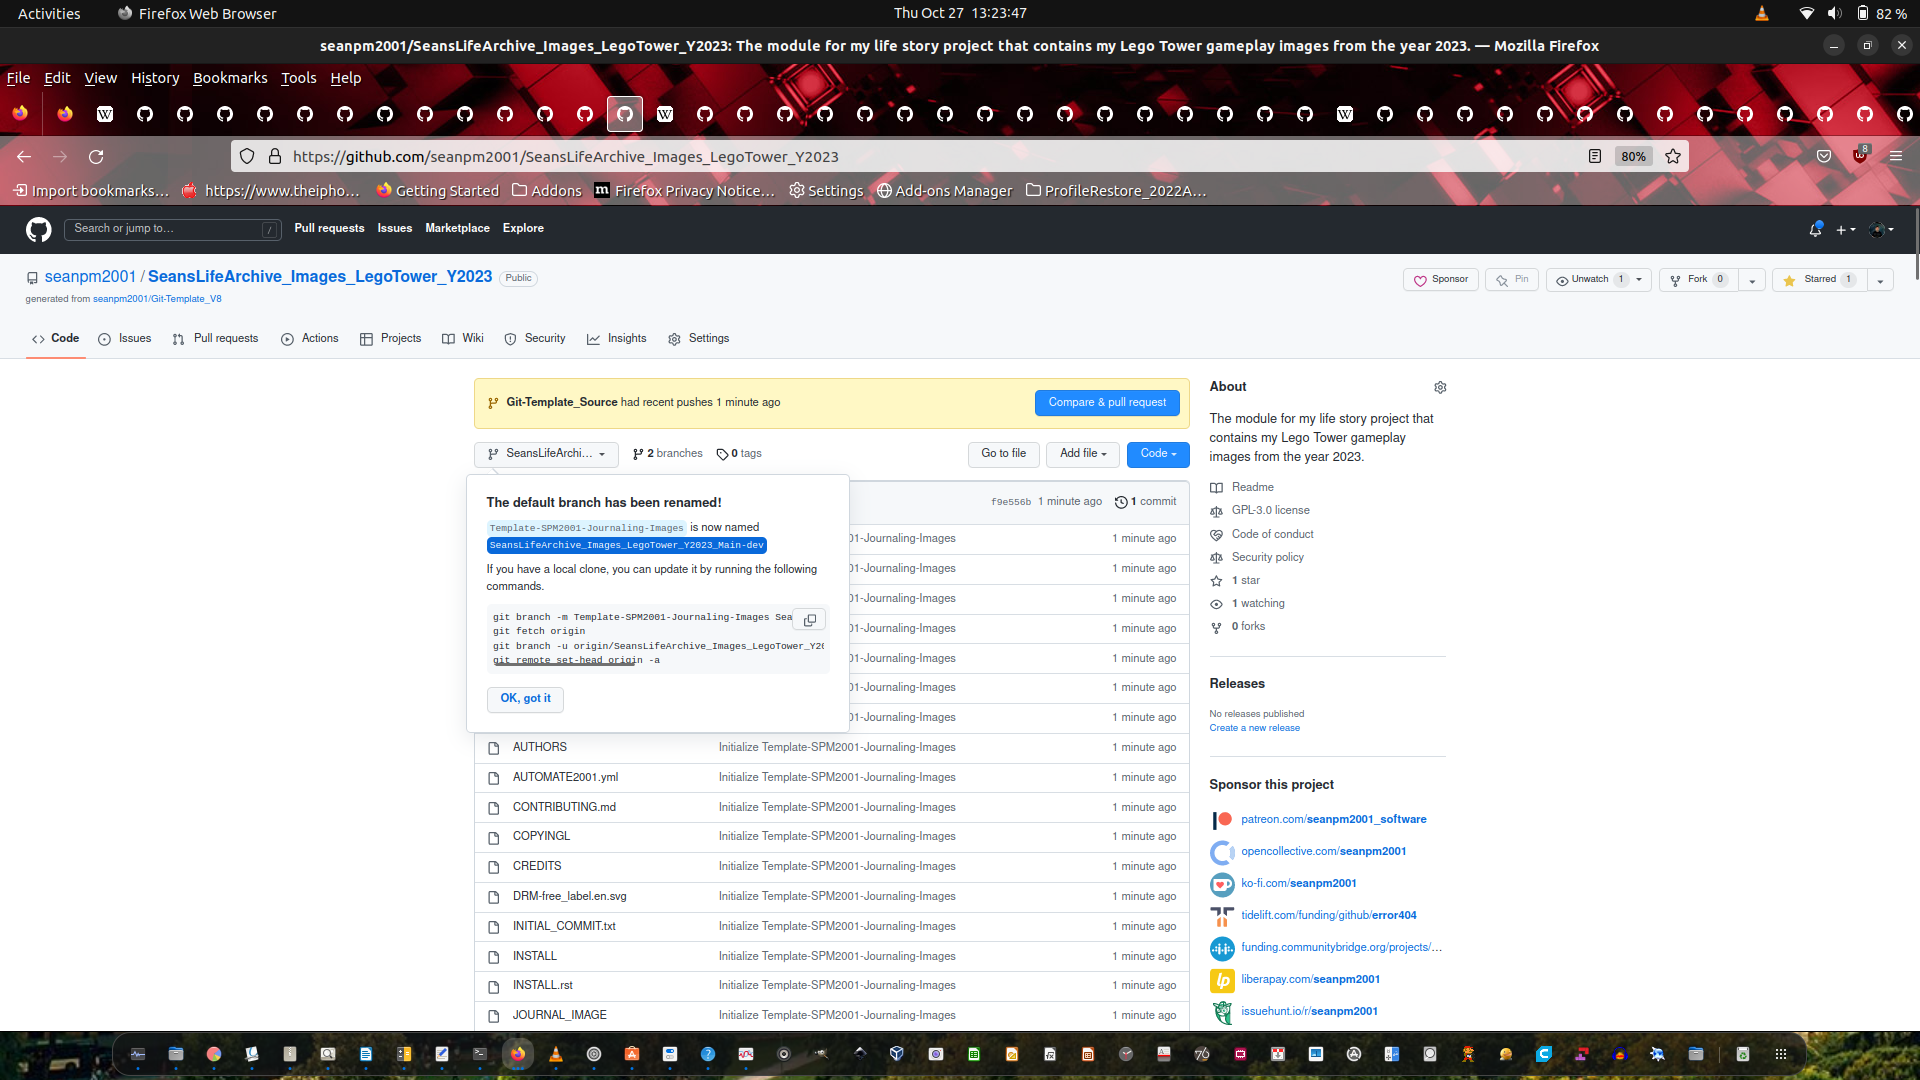 Activities
Firefox Web Browser
Thu Oct 27 13:23:47
82 %
seanpm2001/SeansLifeArchive_Images_LegoTower_Y2023: The module for my life story project that contains my Lego Tower gameplay images from the year 2023. — Mozilla Firefox
File Edit View History Bookmarks Tools Help
https://github.com/seanpm2001/SeansLifeArchive_Images_LegoTower_Y2023
80%
8
Import bookmarks…
https://www.theipho…
Getting Started
Addons
Firefox Privacy Notice…
Settings
Add-ons Manager
ProfileRestore_2022A…
Search or jump to…
/
Pull requests Issues Marketplace Explore
seanpm2001 / SeansLifeArchive_Images_LegoTower_Y2023 Public
Sponsor
Pin
Unwatch 1
Fork 0
Starred 1
generated from seanpm2001/Git-Template_V8
Code Issues Pull requests Actions Projects Wiki Security Insights Settings
Git-Template_Source had recent pushes 1 minute ago
Compare & pull request
SeansLifeArchi…
2 branches
0 tags
Go to file
Add file
Code
The default branch has been renamed!
Template-SPM2001-Journaling-Images is now named
SeansLifeArchive_Images_LegoTower_Y2023_Main-dev
If you have a local clone, you can update it by running the following
commands.
git branch -m Template-SPM2001-Journaling-Images Sea
git fetch origin
git branch -u origin/SeansLifeArchive_Images_LegoTower_Y20
git remote set-head origin -a
OK, got it
f9e556b 1 minute ago 1 commit
01-Journaling-Images 1 minute ago
01-Journaling-Images 1 minute ago
01-Journaling-Images 1 minute ago
01-Journaling-Images 1 minute ago
01-Journaling-Images 1 minute ago
01-Journaling-Images 1 minute ago
01-Journaling-Images 1 minute ago
AUTHORS Initialize Template-SPM2001-Journaling-Images 1 minute ago
AUTOMATE2001.yml Initialize Template-SPM2001-Journaling-Images 1 minute ago
CONTRIBUTING.md Initialize Template-SPM2001-Journaling-Images 1 minute ago
COPYINGL Initialize Template-SPM2001-Journaling-Images 1 minute ago
CREDITS Initialize Template-SPM2001-Journaling-Images 1 minute ago
DRM-free_label.en.svg Initialize Template-SPM2001-Journaling-Images 1 minute ago
INITIAL_COMMIT.txt Initialize Template-SPM2001-Journaling-Images 1 minute ago
INSTALL Initialize Template-SPM2001-Journaling-Images 1 minute ago
INSTALL.rst Initialize Template-SPM2001-Journaling-Images 1 minute ago
JOURNAL_IMAGE Initialize Template-SPM2001-Journaling-Images 1 minute ago
About
The module for my life story project that
contains my Lego Tower gameplay
images from the year 2023.
Readme
GPL-3.0 license
Code of conduct
Security policy
1 star
1 watching
0 forks
Releases
No releases published
Create a new release
Sponsor this project
patreon.com/seanpm2001_software
opencollective.com/seanpm2001
ko-fi.com/seanpm2001
tidelift.com/funding/github/error404
funding.communitybridge.org/projects/…
liberapay.com/seanpm2001
issuehunt.io/r/seanpm2001